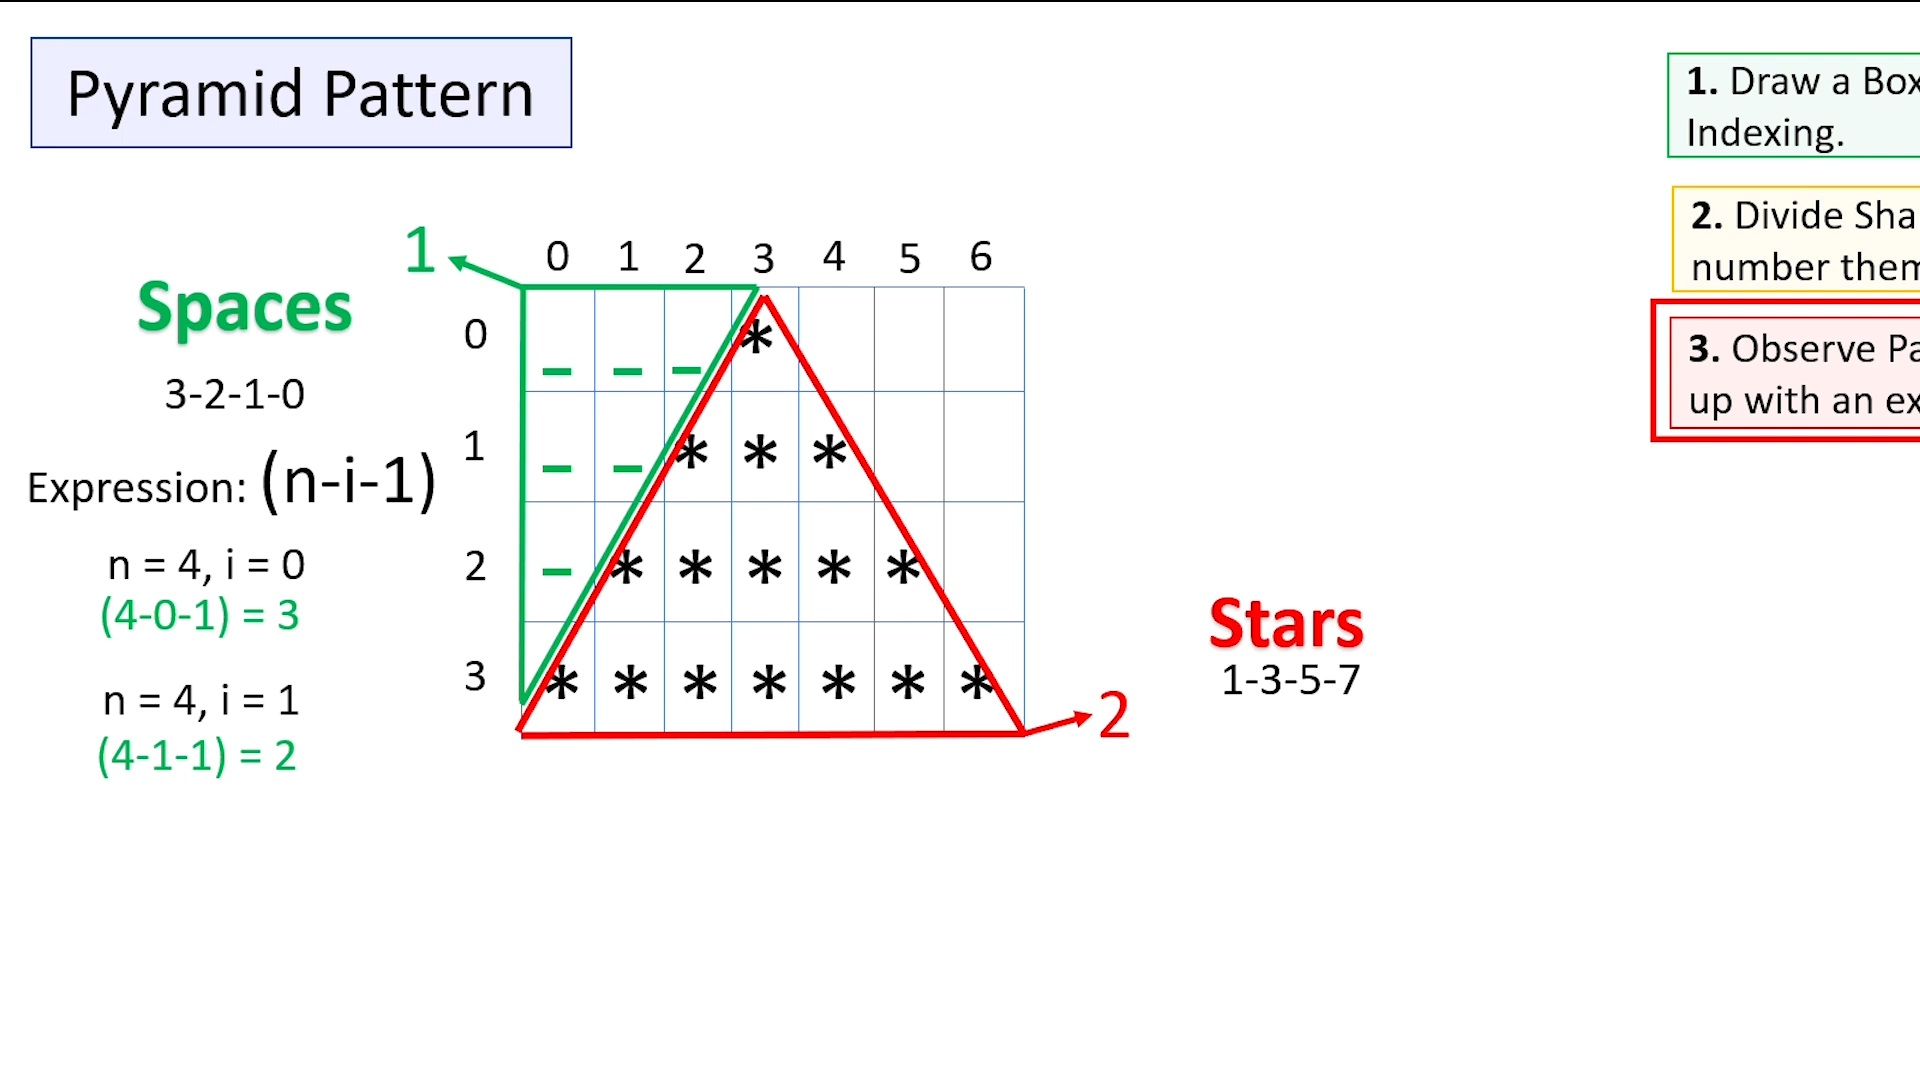 Pyramid Pattern
1. Draw a Box
Indexing.
2. Divide Sha
number them
3. Observe Pa
up with an ex
1
Spaces
3-2-1-0
Expression: (n-i-1)
n = 4, i = 0
(4-0-1) = 3
n = 4, i = 1
(4-1-1) = 2
0 1 2 3 4 5 6
0 - - - *
1 - - * * *
2 - * * * * *
3 * * * * * * *
2
Stars
1-3-5-7